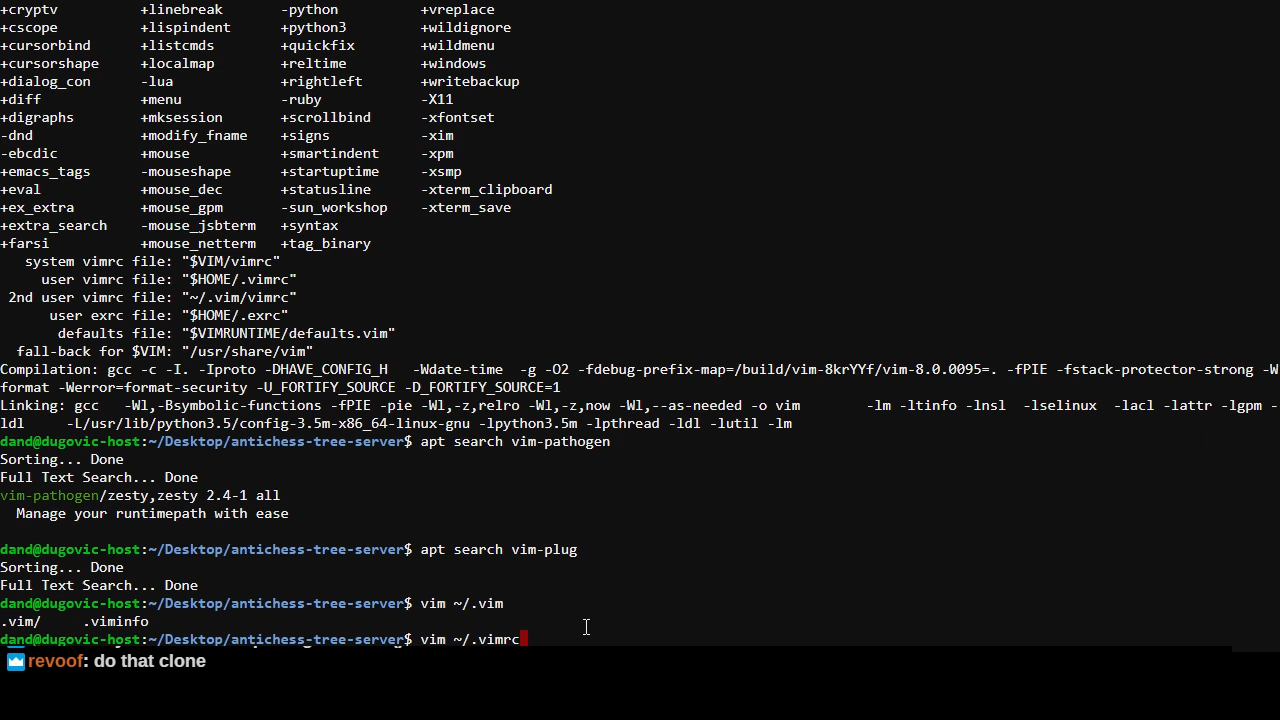 +cryptv +linebreak -python +vreplace
+cscope +lispindent +python3 +wildignore
+cursorbind +listcmds +quickfix +wildmenu
+cursorshape +localmap +reltime +windows
+dialog_con -lua +rightleft +writebackup
+diff +menu -ruby -X11
+digraphs +mksession +scrollbind -xfontset
-dnd +modify_fname +signs -xim
-ebcdic +mouse +smartindent -xpm
+emacs_tags -mouseshape +startuptime -xsmp
+eval +mouse_dec +statusline -xterm_clipboard
+ex_extra +mouse_gpm -sun_workshop -xterm_save
+extra_search -mouse_jsbterm +syntax
+farsi +mouse_netterm +tag_binary
system vimrc file: "$VIM/vimrc"
user vimrc file: "$HOME/.vimrc"
2nd user vimrc file: "~/.vim/vimrc"
user exrc file: "$HOME/.exrc"
defaults file: "$VIMRUNTIME/defaults.vim"
fall-back for $VIM: "/usr/share/vim"
Compilation: gcc -c -I. -Iproto -DHAVE_CONFIG_H -Wdate-time -g -O2 -fdebug-prefix-map=/build/vim-8krYYf/vim-8.0.0095=. -fPIE -fstack-protector-strong -W
format -Werror=format-security -U_FORTIFY_SOURCE -D_FORTIFY_SOURCE=1
Linking: gcc -Wl,-Bsymbolic-functions -fPIE -pie -Wl,-z,relro -Wl,-z,now -Wl,--as-needed -o vim -lm -ltinfo -lnsl -lselinux -lacl -lattr -lgpm -
ldl -L/usr/lib/python3.5/config-3.5m-x86_64-linux-gnu -lpython3.5m -lpthread -ldl -lutil -lm
dand@dugovic-host:~/Desktop/antichess-tree-server$ apt search vim-pathogen
Sorting... Done
Full Text Search... Done
vim-pathogen/zesty,zesty 2.4-1 all
Manage your runtimepath with ease
dand@dugovic-host:~/Desktop/antichess-tree-server$ apt search vim-plug
Sorting... Done
Full Text Search... Done
dand@dugovic-host:~/Desktop/antichess-tree-server$ vim ~/.vim
.vim/ .viminfo
dand@dugovic-host:~/Desktop/antichess-tree-server$ vim ~/.vimrc
revoof: do that clone